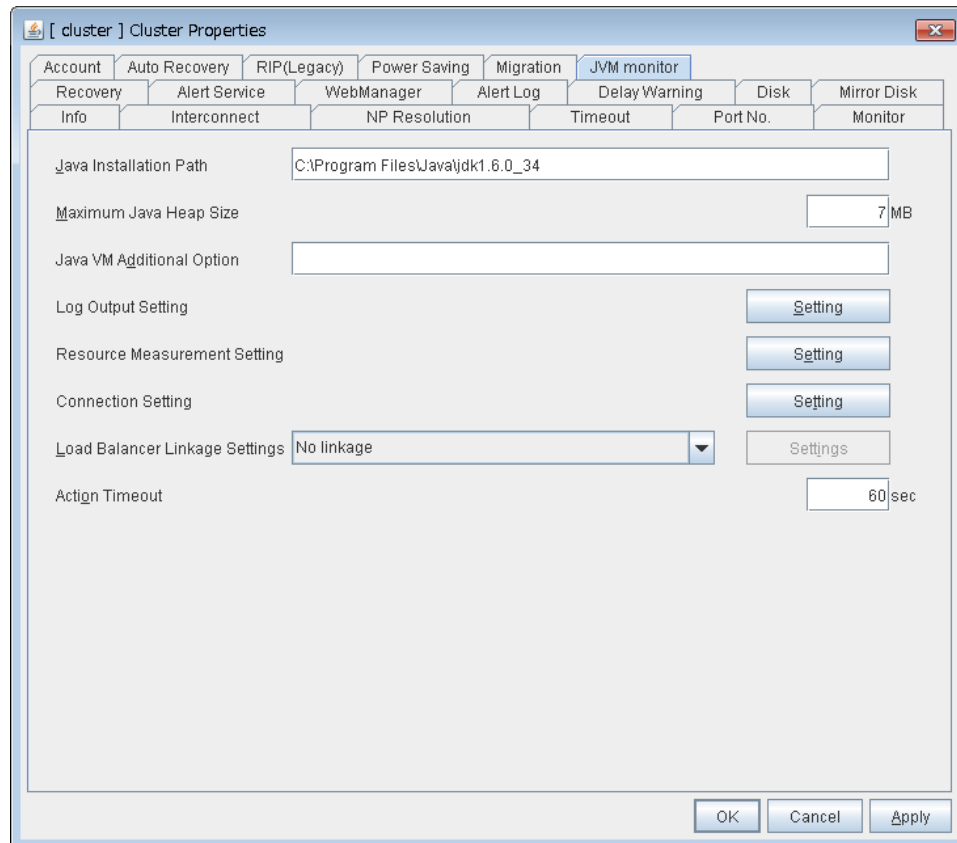 [ cluster ] Cluster Properties
Account Auto Recovery RIP(Legacy) Power Saving Migration JVM monitor
Recovery Alert Service WebManager Alert Log Delay Warning Disk Mirror Disk
Info Interconnect NP Resolution Timeout Port No. Monitor
Java Installation Path C:\Program Files\Java\jdk1.6.0_34
Maximum Java Heap Size 7 MB
Java VM Additional Option
Log Output Setting Setting
Resource Measurement Setting Setting
Connection Setting Setting
Load Balancer Linkage Settings No linkage Settings
Action Timeout 60 sec
OK Cancel Apply